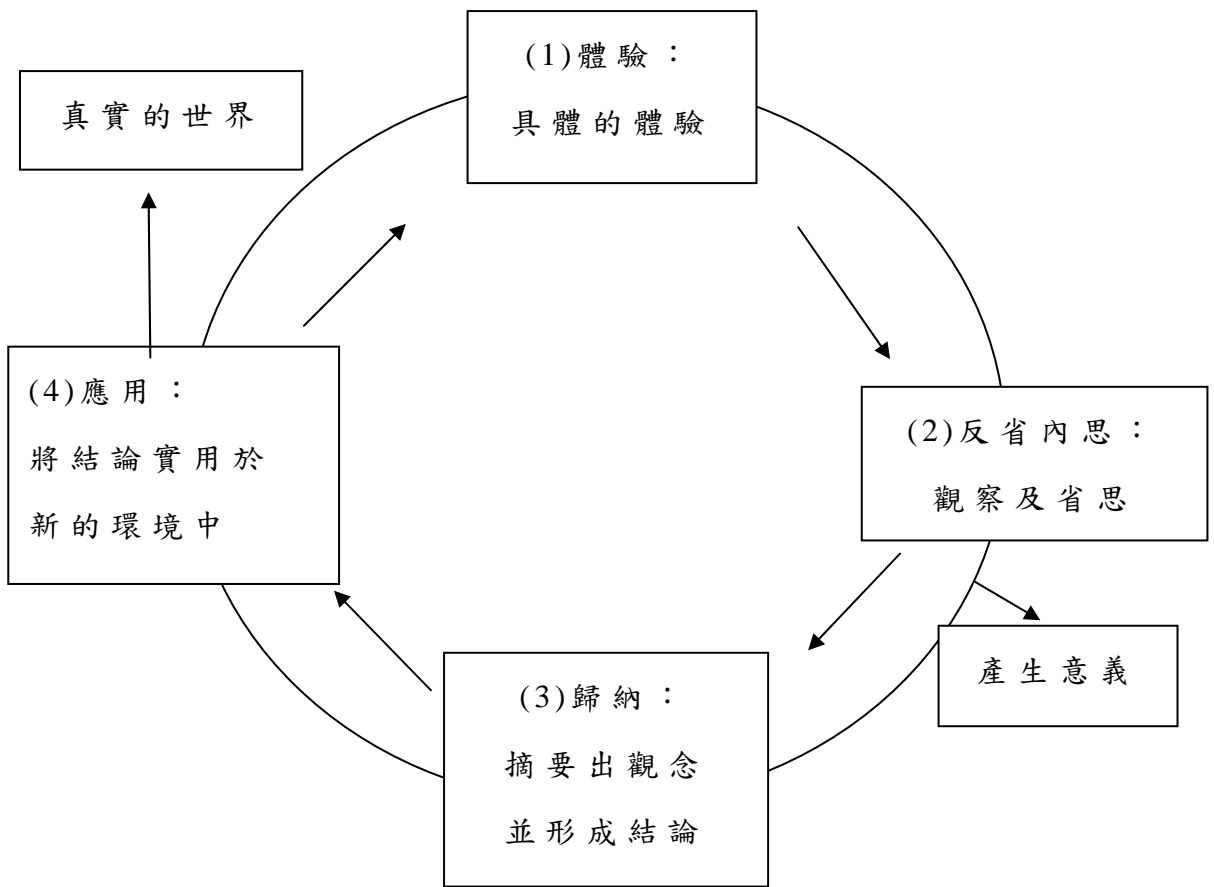 (1)體驗：
具體的體驗
真實的世界
(2)反省內思：
觀察及省思
產生意義
(3)歸納：
摘要出觀念
並形成結論
(4)應用：
將結論實用於
新的環境中